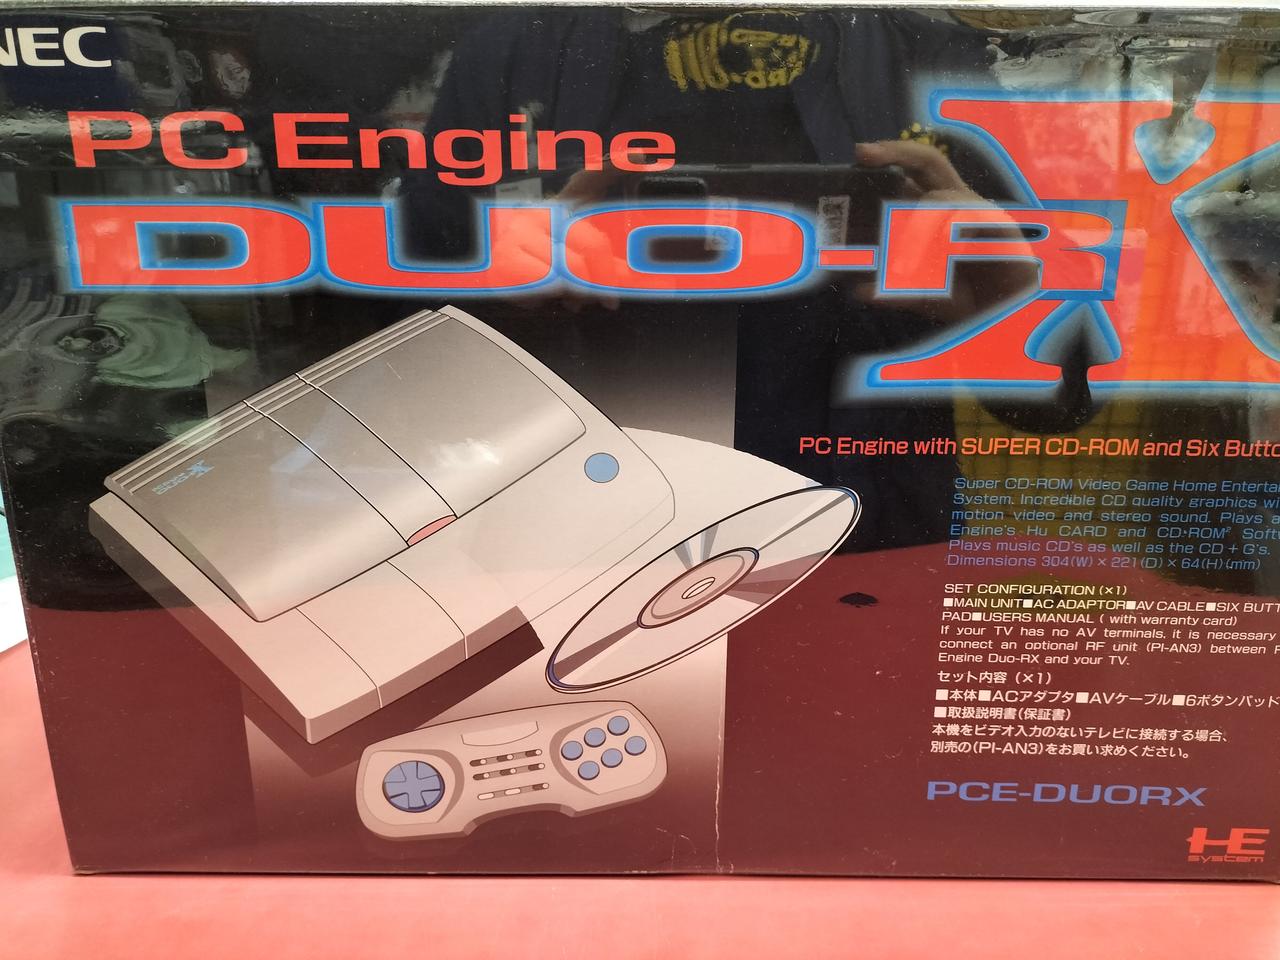 NEC
PC Engine
DUO-RX
PC Engine with SUPER CD-ROM and Six
Super CD-ROM Video Game Home
System. Incredible CD quality graphics
motion video and stereo sound. Plays
Engine's Hu CARD and CD-ROM²
Plays music CD's as well as the CD+G's.
Dimensions 304(W)×221(D)×64(H)(mm)
SET CONFIGURATION (×1)
■MAIN UNIT■AC ADAPTOR■AV CABLE■SIX
PAD■USERS MANUAL ( with warranty card)
If your TV has no AV terminals, it is necessary
connect an optional RF unit (PI-AN3) between
Engine Duo-RX and your TV.
セット内容 (×1)
■本体■ACアダプタ■AVケーブル■6ボタンパッド
■取扱説明書(保証書)
本機をビデオ入力のないテレビに接続する場合、
別売の(PI-AN3)をお買い求めください。
PCE-DUORX
HE
system